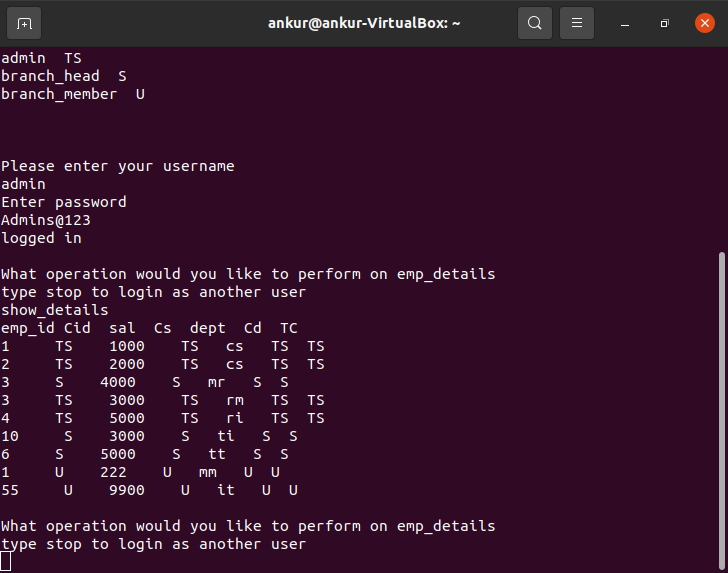 ankur@ankur-VirtualBox: ~
admin  TS
branch_head  S
branch_member  U
Please enter your username
admin
Enter password
Admins@123
logged in
What operation would you like to perform on emp_details
type stop to login as another user
show_details
emp_id Cid  sal  Cs  dept  Cd  TC
1     TS    1000    TS   cs   TS  TS
2     TS    2000    TS   cs   TS  TS
3     S    4000    S   mr   S  S
3     TS    3000    TS   rm   TS  TS
4     TS    5000    TS   ri   TS  TS
10     S    3000    S   ti   S  S
6     S    5000    S   tt   S  S
1     U    222    U   mm   U  U
55     U    9900    U   it   U  U
What operation would you like to perform on emp_details
type stop to login as another user